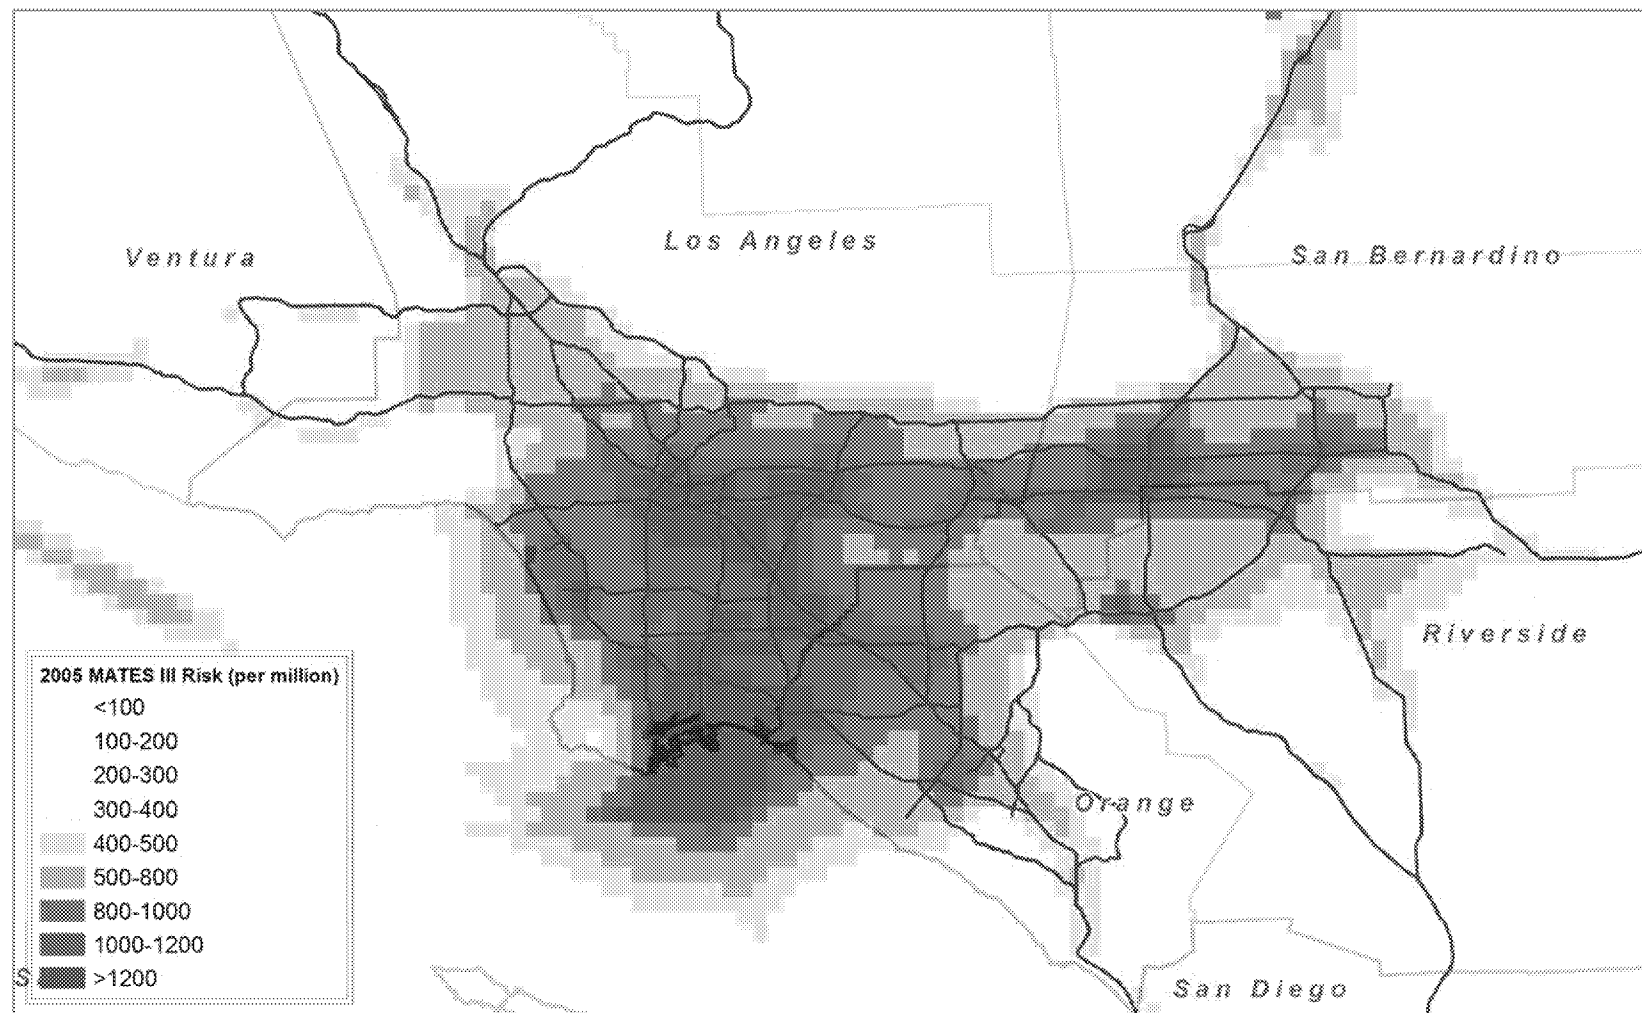 Los Angeles
Ventura
San Bernardino
Riverside
2005 MATES III Risk (per million)
<100
100-200
200-300
300-400
400-500
500-800
800-1000
1000-1200
>1200
Orange
S
San Diego